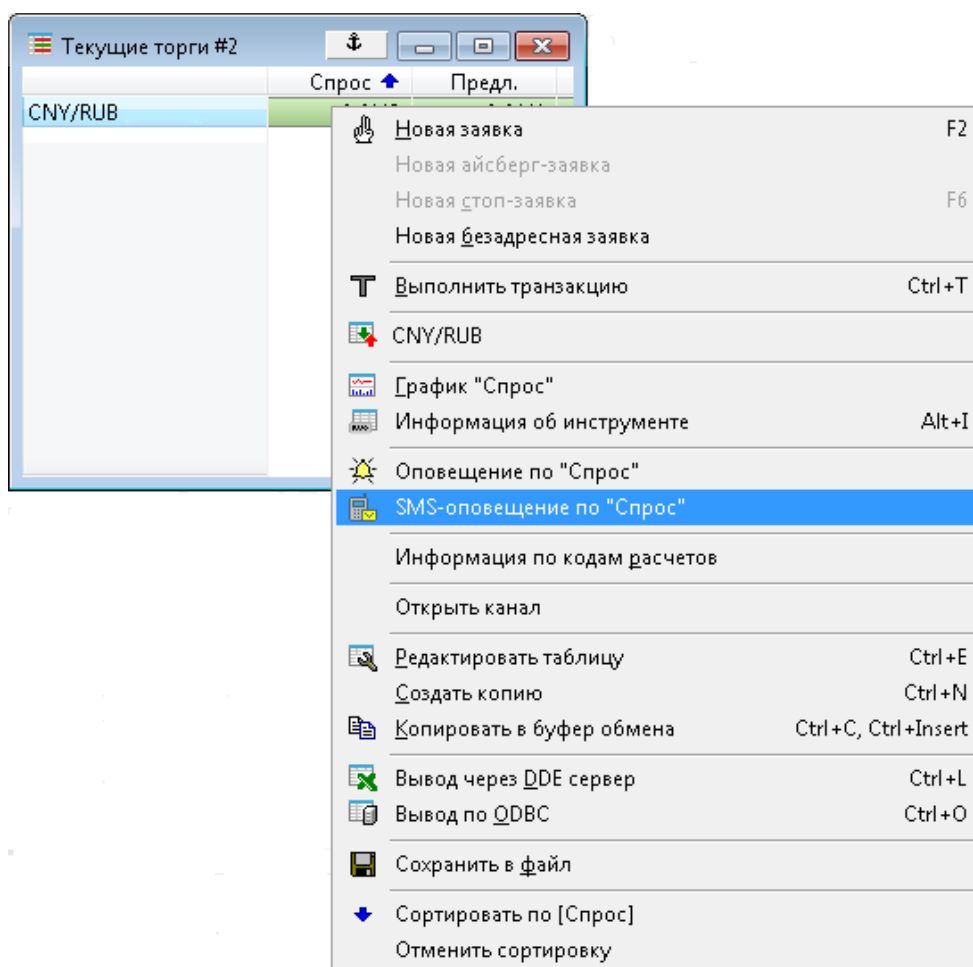 Текущие торги #2
Спрос Предл.
CNY/RUB
Новая заявка F2
Новая айсберг-заявка
Новая стоп-заявка F6
Новая безадресная заявка
Выполнить транзакцию Ctrl+T
CNY/RUB
График "Спрос"
Информация об инструменте Alt+I
Оповещение по "Спрос"
SMS-оповещение по "Спрос"
Информация по кодам расчетов
Открыть канал
Редактировать таблицу Ctrl+E
Создать копию Ctrl+N
Копировать в буфер обмена Ctrl+C, Ctrl+Insert
Вывод через DDE сервер Ctrl+L
Вывод по ODBC Ctrl+O
Сохранить в файл
Сортировать по [Спрос]
Отменить сортировку